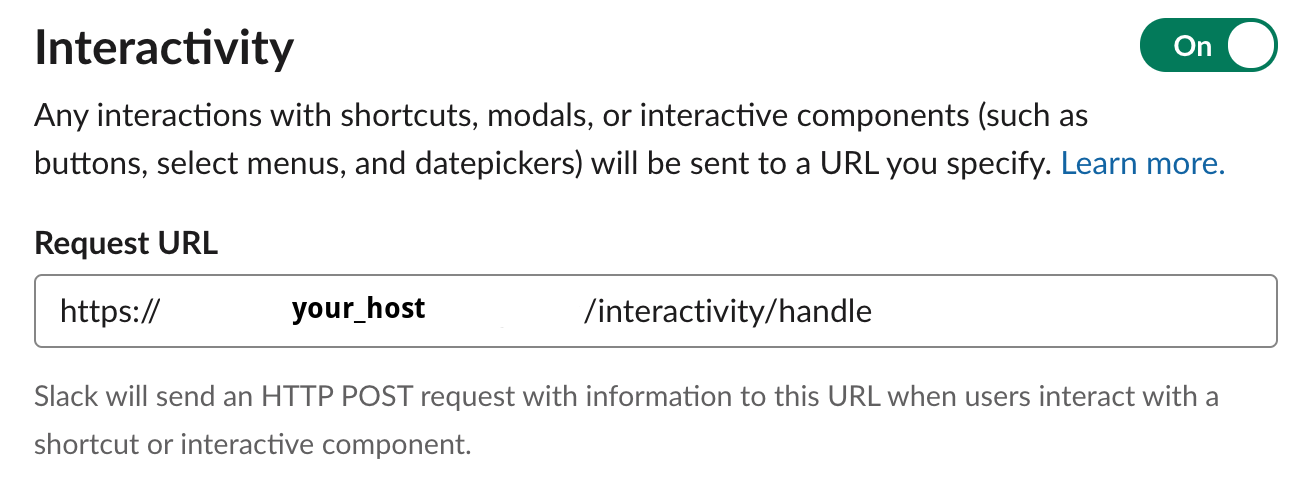 Interactivity
On
Any interactions with shortcuts, modals, or interactive components (such as
buttons, select menus, and datepickers) will be sent to a URL you specify. Learn more.
Request URL
https:// your_host /interactivity/handle
Slack will send an HTTP POST request with information to this URL when users interact with a
shortcut or interactive component.